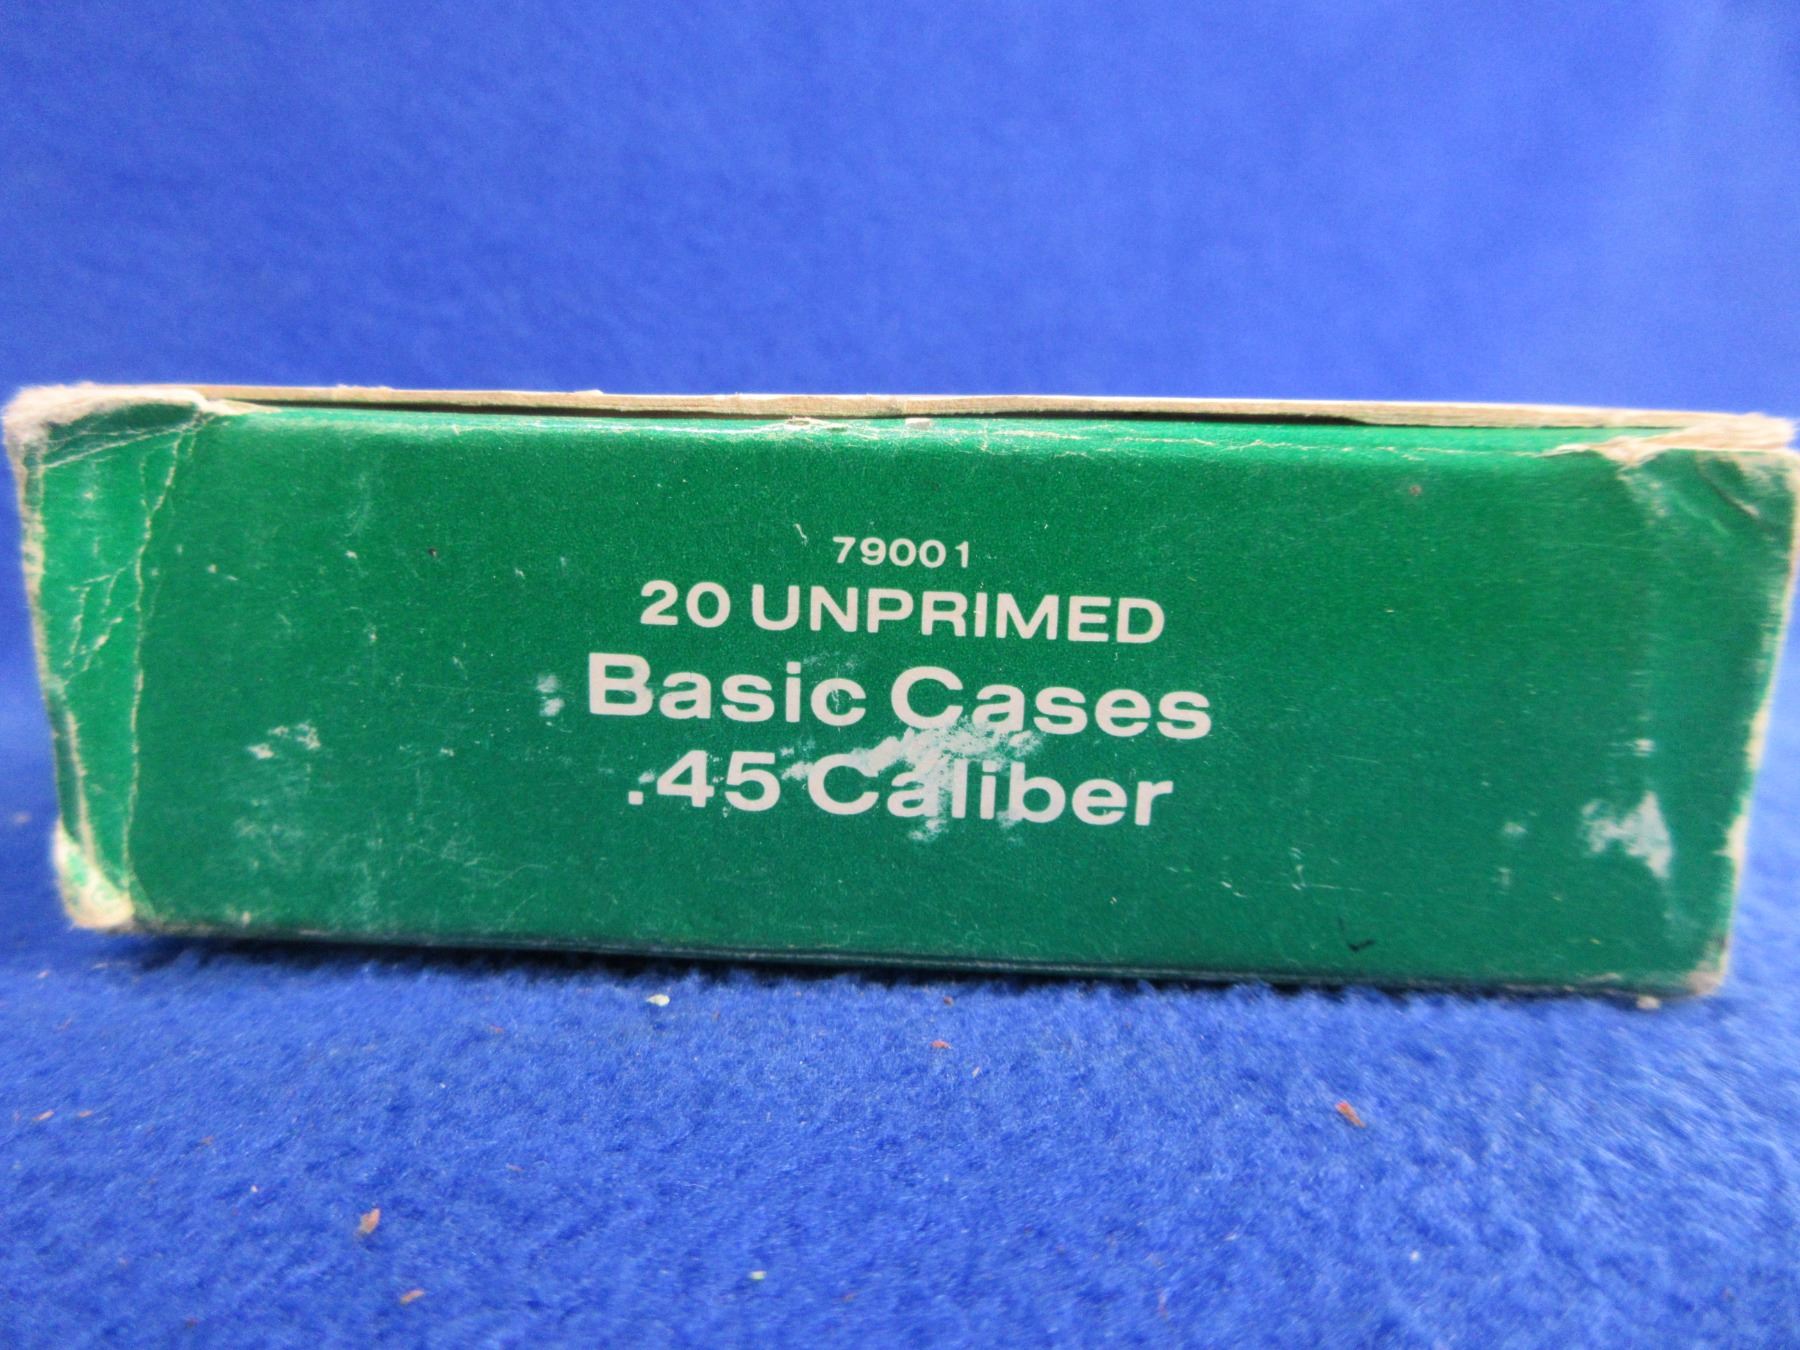 79001
20 UNPRIMED
Basic Cases
.45 Caliber